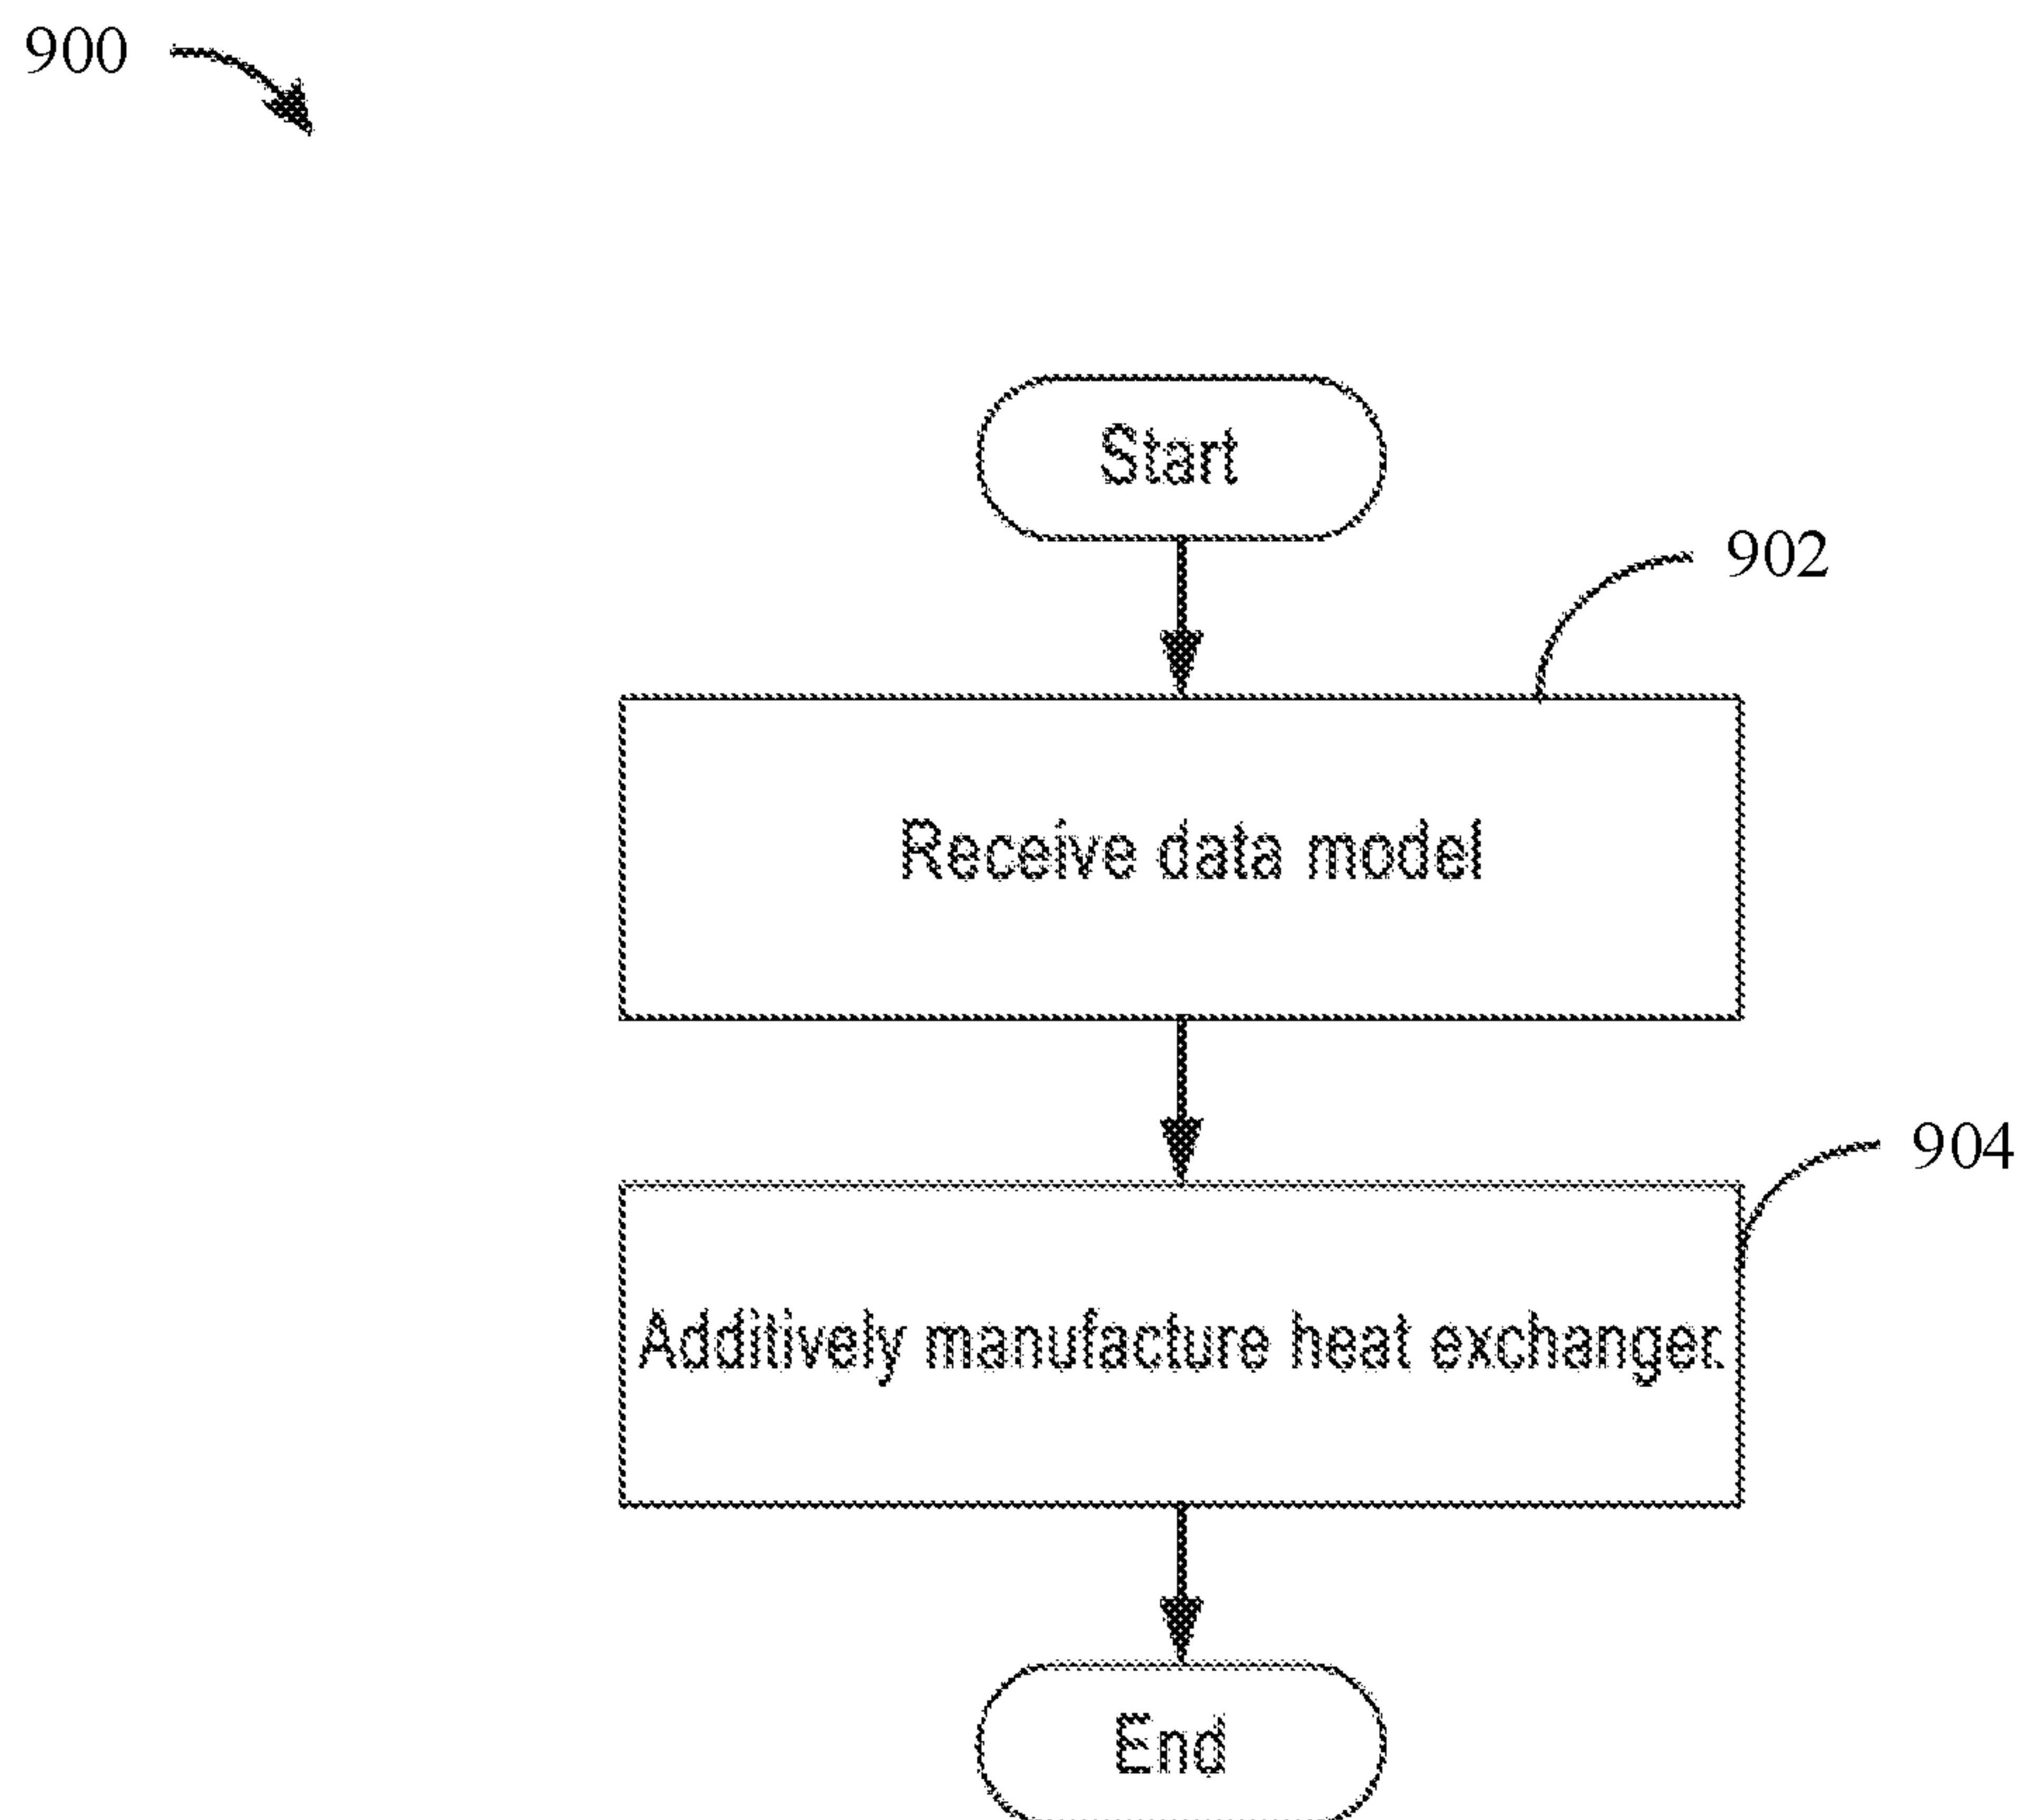 900
Start
902
Receive data model
904
Additively manufacture heat exchanger.
End